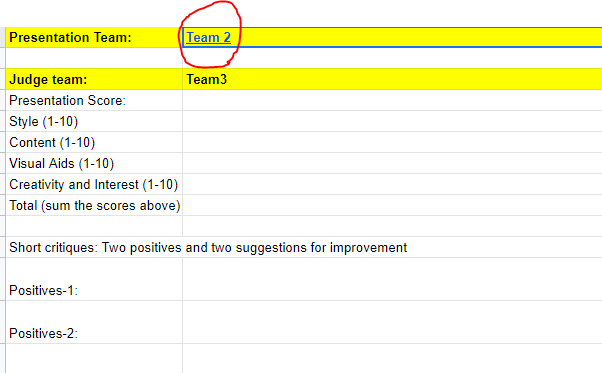 Presentation Team: Team 2
Judge team: Team3
Presentation Score:
Style (1-10)
Content (1-10)
Visual Aids (1-10)
Creativity and Interest (1-10)
Total (sum the scores above)
Short critiques: Two positives and two suggestions for improvement
Positives-1:
Positives-2: